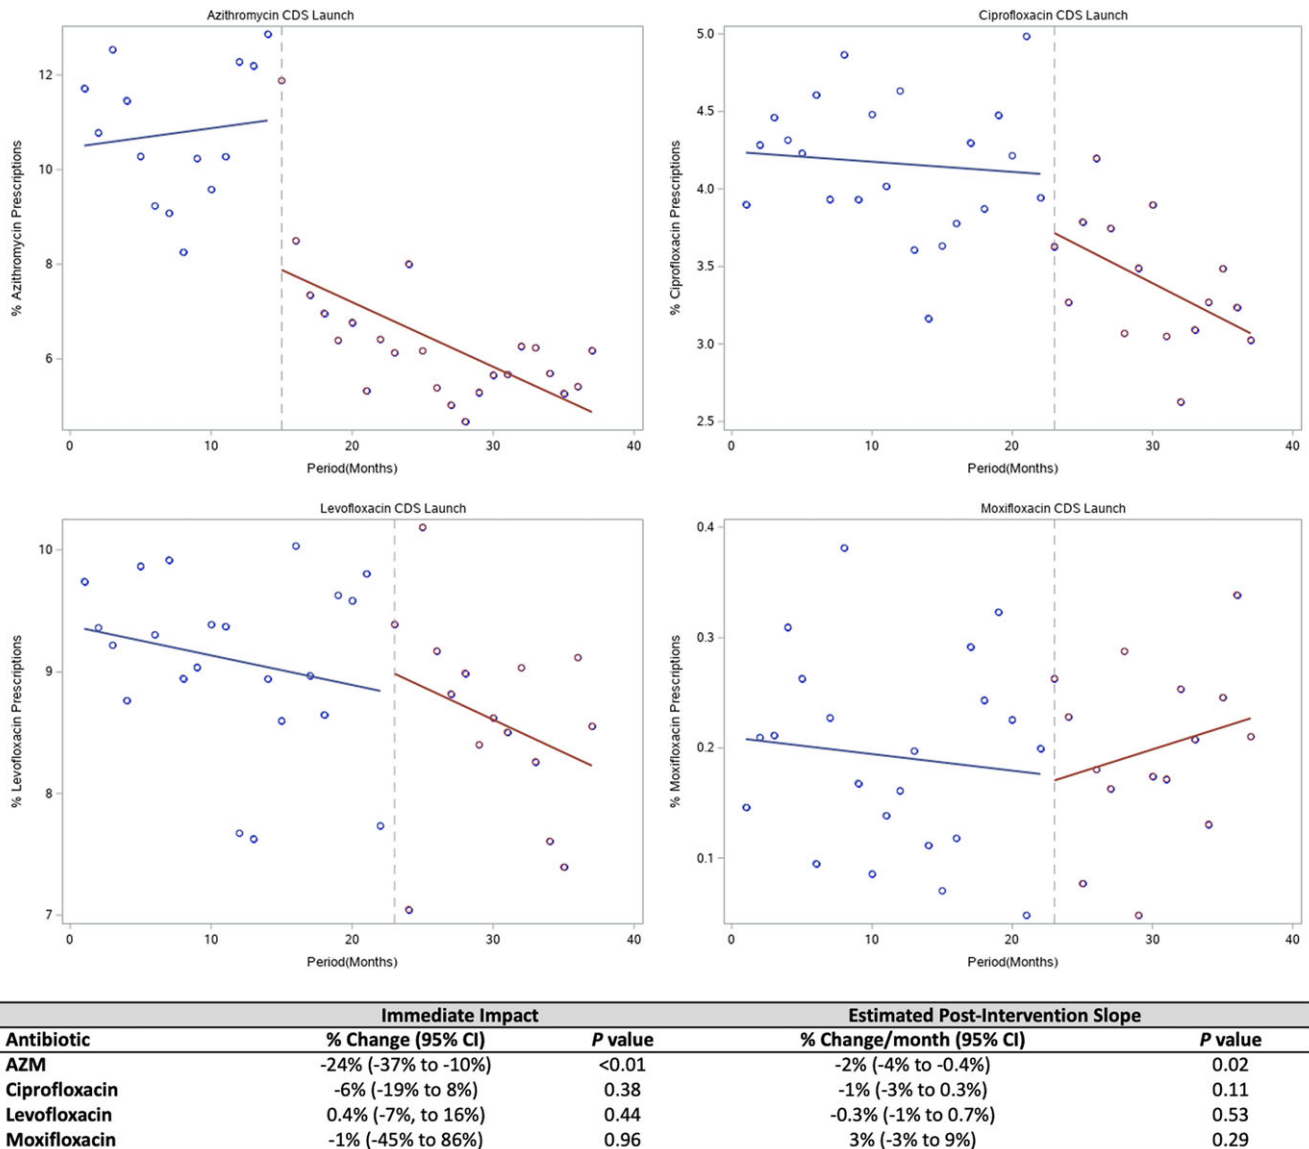 Azithromycin CDS Launch
% Azithromycin Prescriptions
12
10
8
6
0 10 20 30 40
Period(Months)
Ciprofloxacin CDS Launch
% Ciprofloxacin Prescriptions
5.0
4.5
4.0
3.5
3.0
2.5
0 10 20 30 40
Period(Months)
Levofloxacin CDS Launch
% Levofloxacin Prescriptions
10
9
8
7
0 10 20 30 40
Period(Months)
Moxifloxacin CDS Launch
% Moxifloxacin Prescriptions
0.4
0.3
0.2
0.1
0 10 20 30 40
Period(Months)
Immediate Impact Estimated Post-Intervention Slope
Antibiotic % Change (95% CI) P value % Change/month (95% CI) P value
AZM -24% (-37% to -10%) <0.01 -2% (-4% to -0.4%) 0.02
Ciprofloxacin -6% (-19% to 8%) 0.38 -1% (-3% to 0.3%) 0.11
Levofloxacin 0.4% (-7%, to 16%) 0.44 -0.3% (-1% to 0.7%) 0.53
Moxifloxacin -1% (-45% to 86%) 0.96 3% (-3% to 9%) 0.29